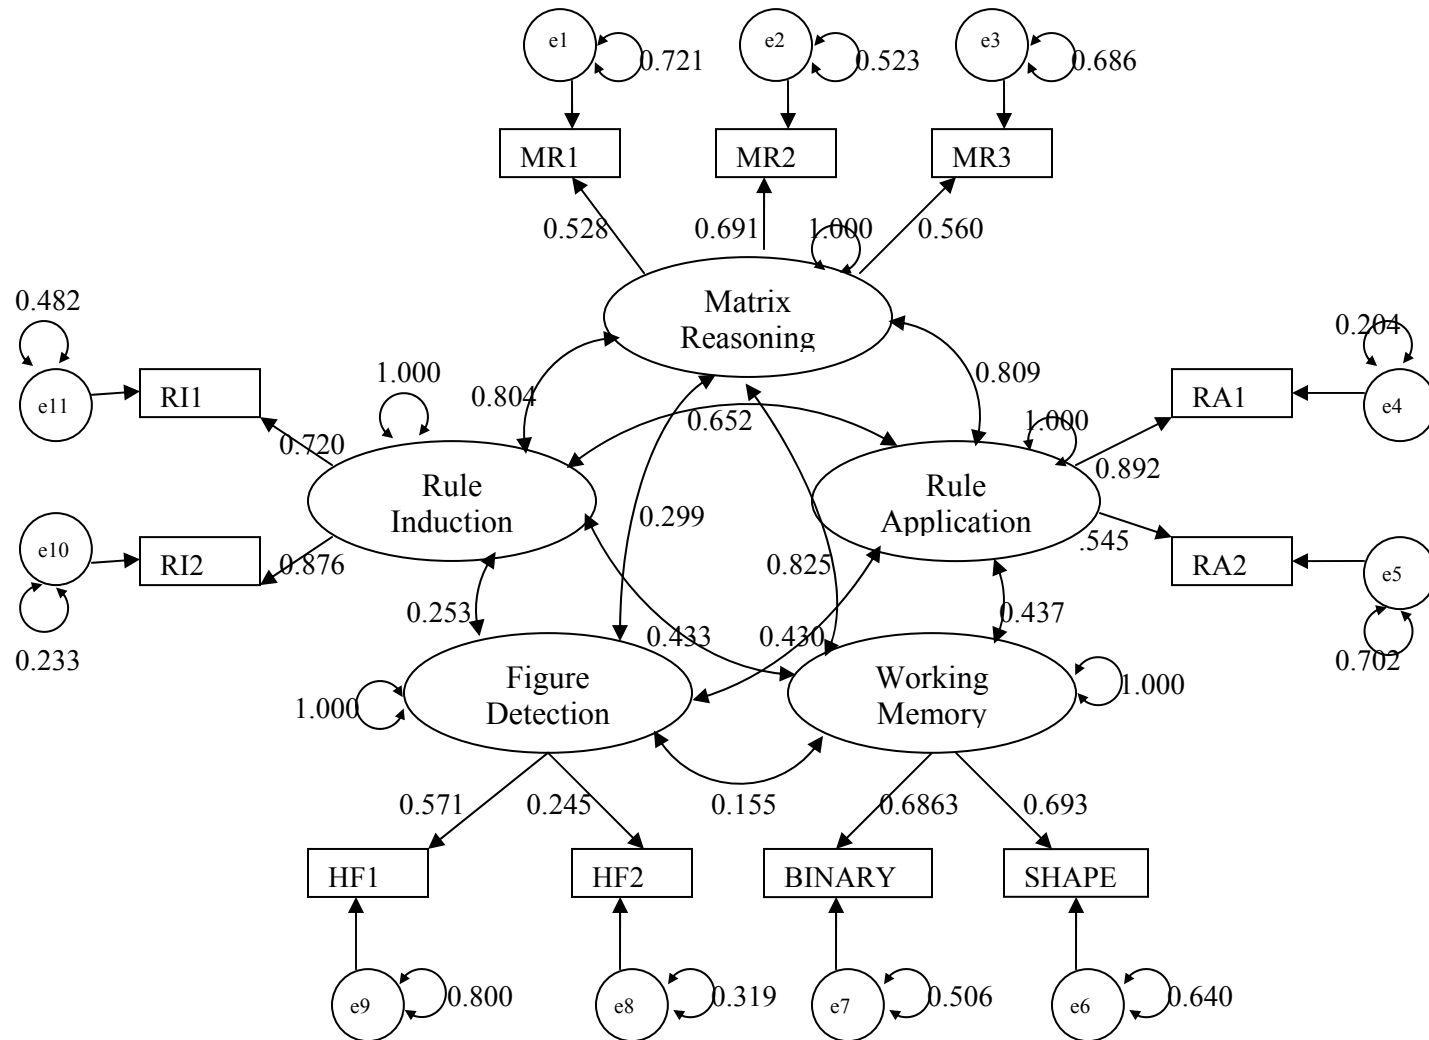 e1
e2
e3
0.721
0.523
0.686
MR1
MR2
MR3
0.528
0.691
1.000
0.560
0.482
Matrix
Reasoning
0.204
e11
RI1
1.000
0.804
0.809
RA1
e4
0.652
1.000
0.720
0.892
Rule
Induction
Rule
Application
0.299
.545
e10
RI2
0.876
0.825
RA2
e5
0.253
0.433
0.430
0.437
0.233
0.702
Figure
Detection
Working
Memory
1.000
1.000
0.571
0.245
0.155
0.6863
0.693
HF1
HF2
BINARY
SHAPE
e9
0.800
e8
0.319
e7
0.506
e6
0.640